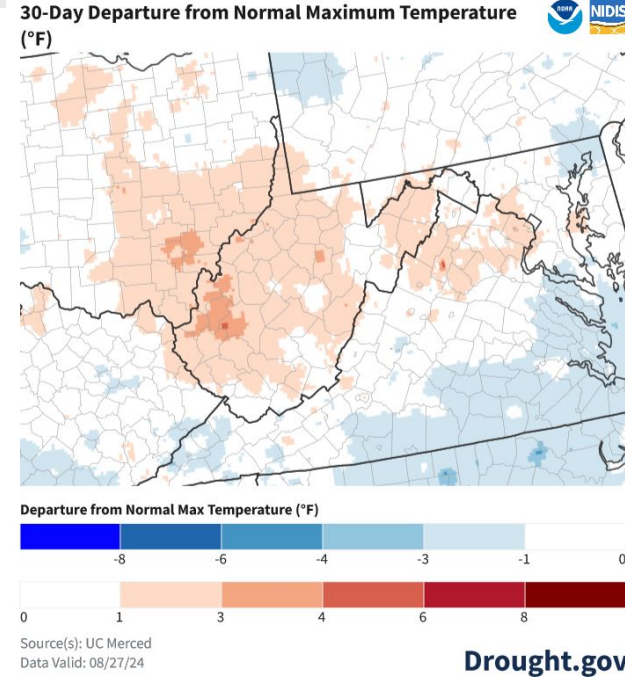 30-Day Departure from Normal Maximum Temperature
(°F)
NOAA
NIDIS
Departure from Normal Max Temperature (°F)
-8 -6 -4 -3 -1 0
0 1 3 4 6 8
Source(s): UC Merced
Data Valid: 08/27/24
Drought.gov